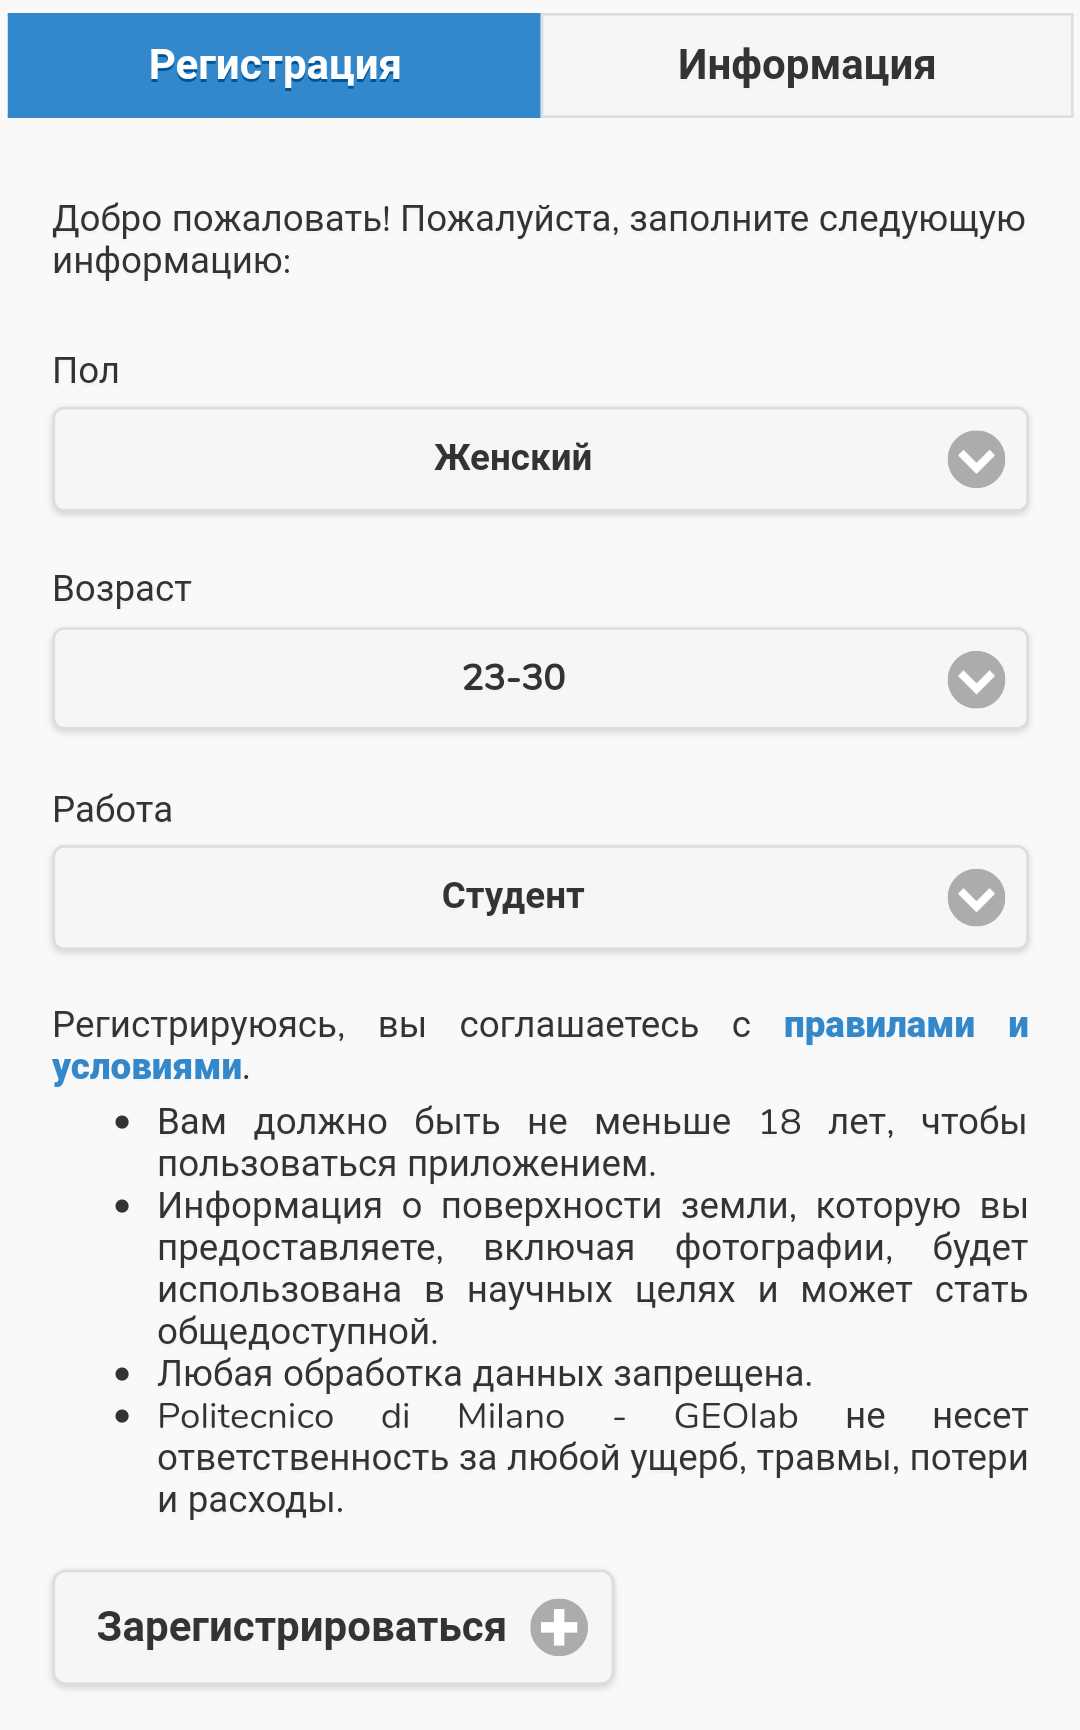 Регистрация
Информация
Добро пожаловать! Пожалуйста, заполните следующую
информацию:
Пол
Женский
Возраст
23-30
Работа
Студент
Регистрируюясь, вы соглашаетесь с правилами и
условиями.
• Вам должно быть не меньше 18 лет, чтобы
пользоваться приложением.
• Информация о поверхности земли, которую вы
предоставляете, включая фотографии, будет
использована в научных целях и может стать
общедоступной.
• Любая обработка данных запрещена.
• Politecnico di Milano - GEOlab не несет
ответственность за любой ущерб, травмы, потери
и расходы.
Зарегистрироваться